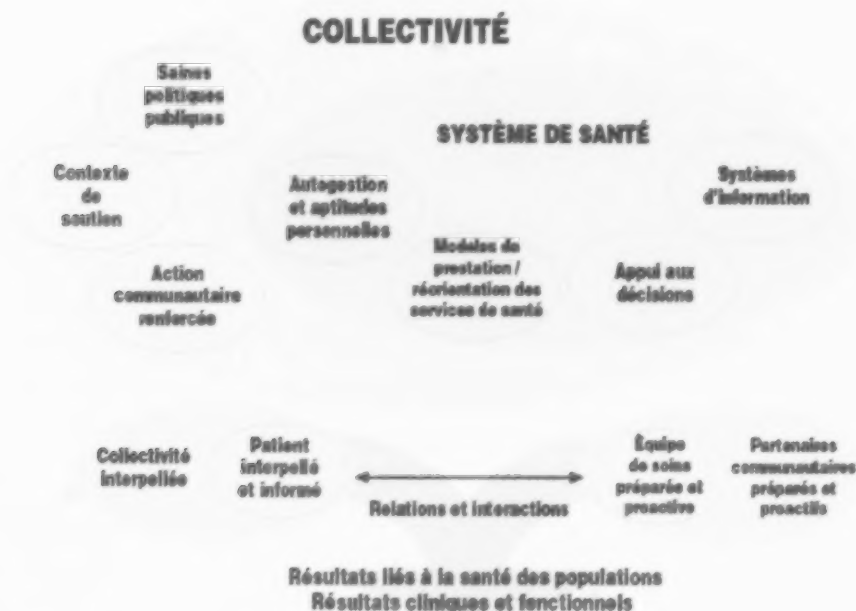 COLLECTIVITÉ
Saines
politiques
publiques
SYSTÈME DE SANTÉ
Contexte
de
soutien
Autogestion
et aptitudes
personnelles
Systèmes
d'information
Action
communautaire
renforcée
Modèles de
prestation /
réorientation des
services de santé
Appui aux
décisions
Collectivité
interpellée
Patient
interpellé
et informé
Relations et interactions
Équipe
de soins
préparée et
proactive
Partenaires
communautaires
préparés et
proactifs
Résultats liés à la santé des populations
Résultats cliniques et fonctionnels